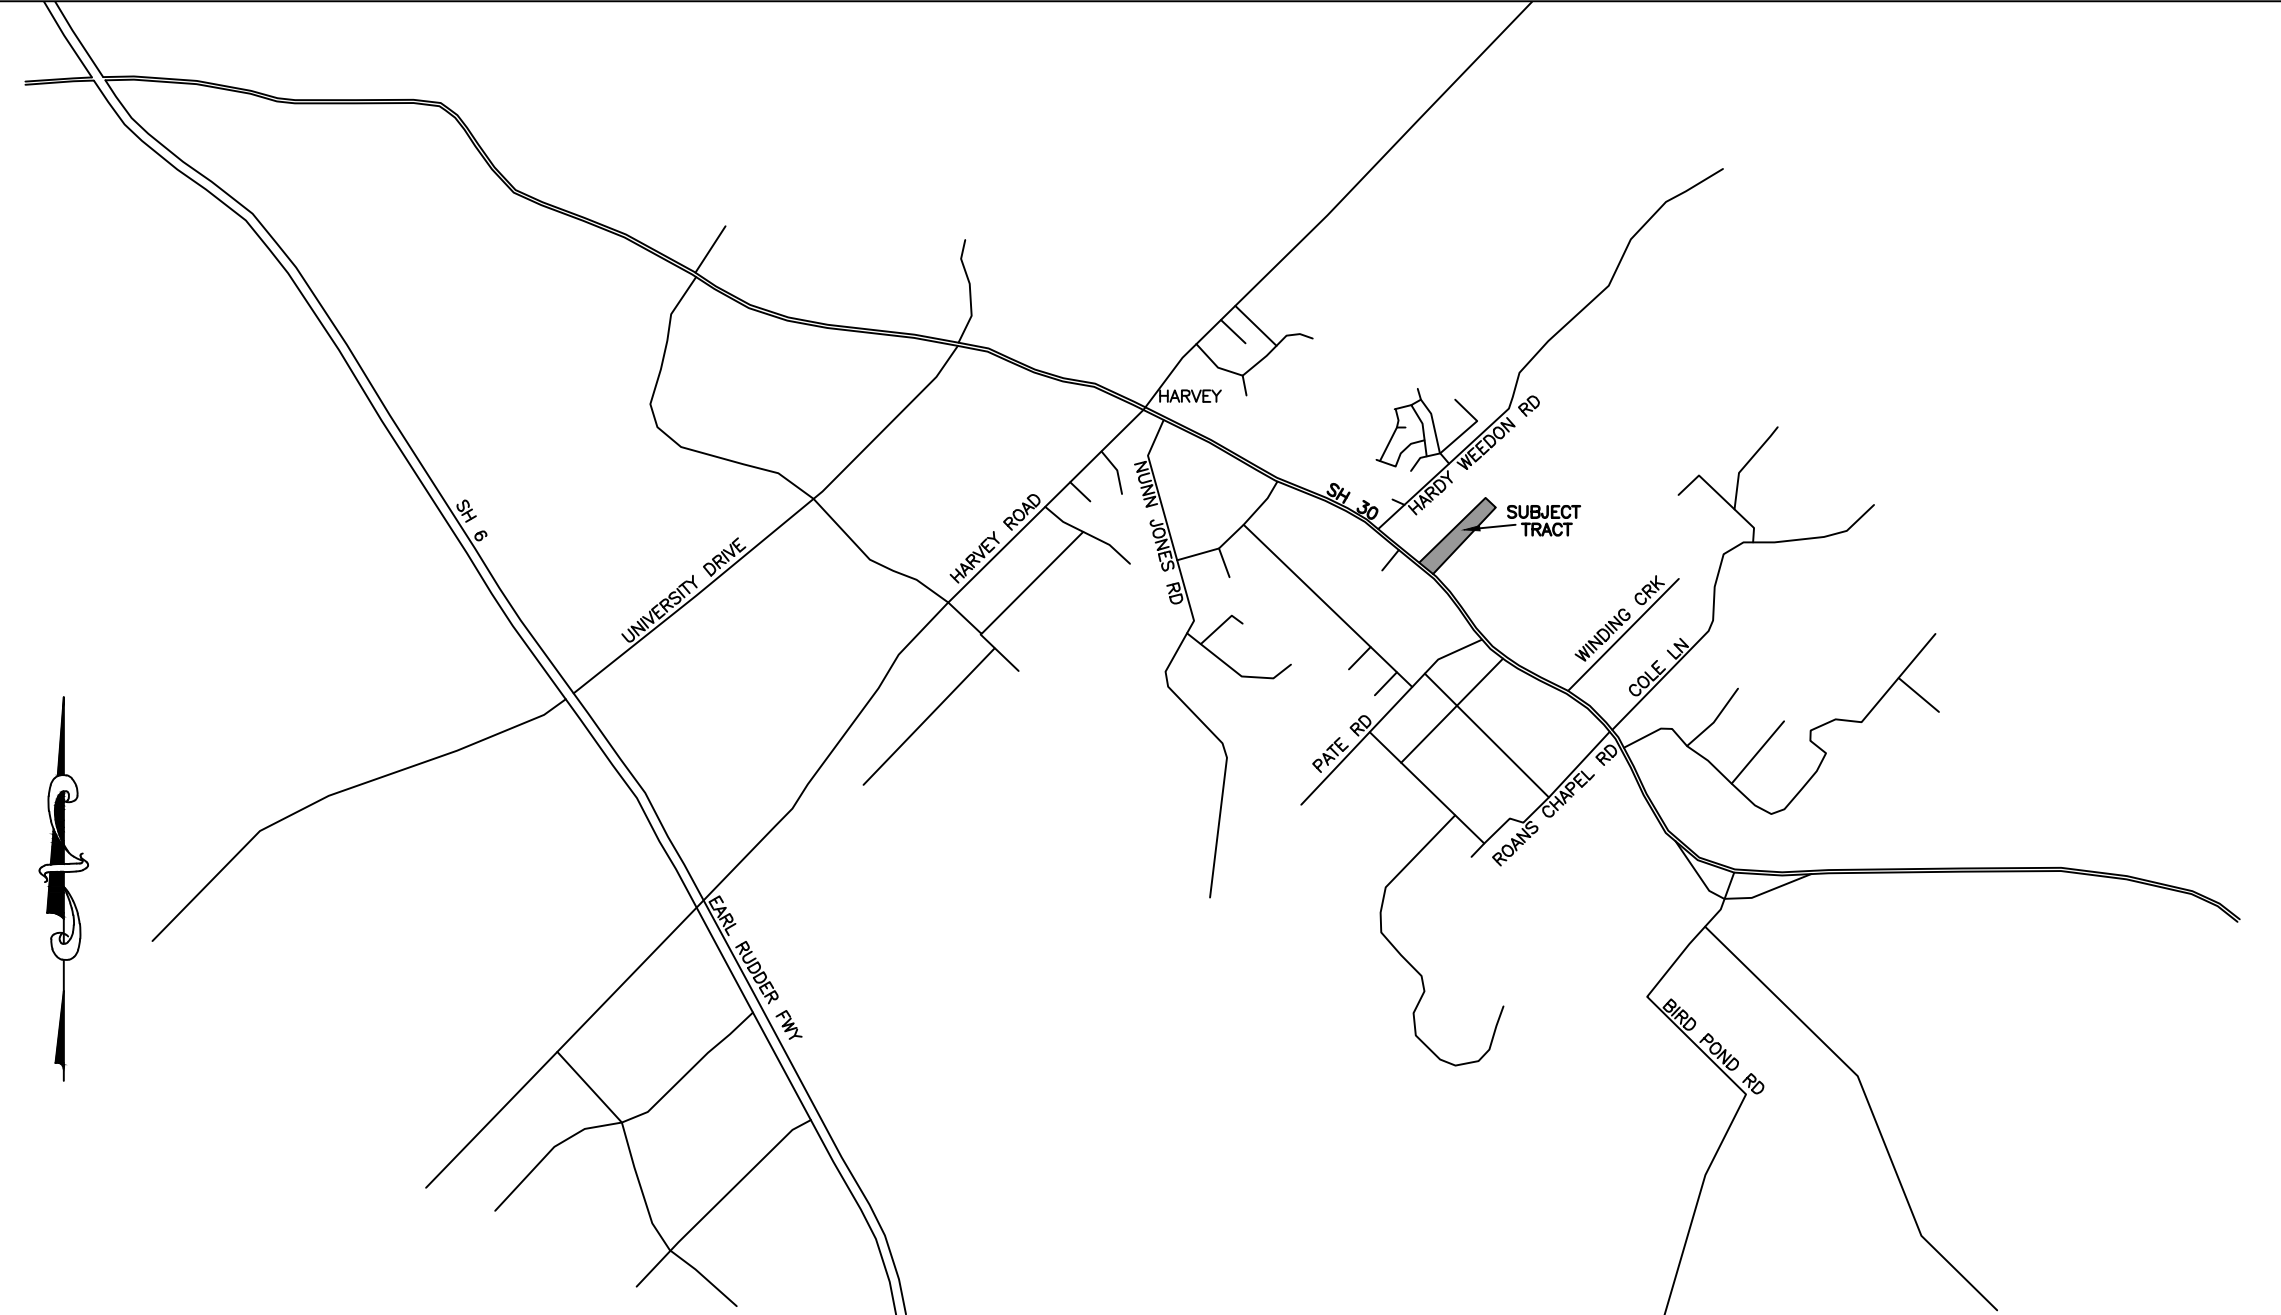 HARVEY
SH 30
HARDY WEEDON RD
SUBJECT
TRACT
SH 6
UNIVERSITY DRIVE
HARVEY ROAD
NUNN JONES RD
WINDING CRK
COLE LN
PATE RD
ROANS CHAPEL RD
EARL RUDDER FWY
BIRD POND RD